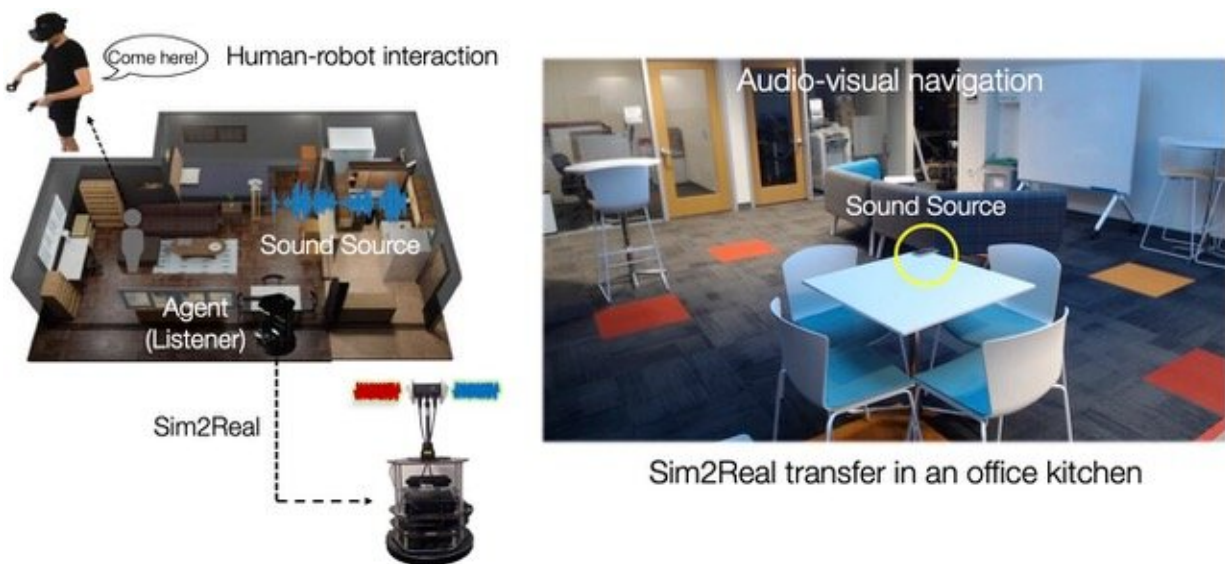 Come here!
Human-robot interaction
Sound Source
Agent
(Listener)
Sim2Real
Audio-visual navigation
Sound Source
Sim2Real transfer in an office kitchen